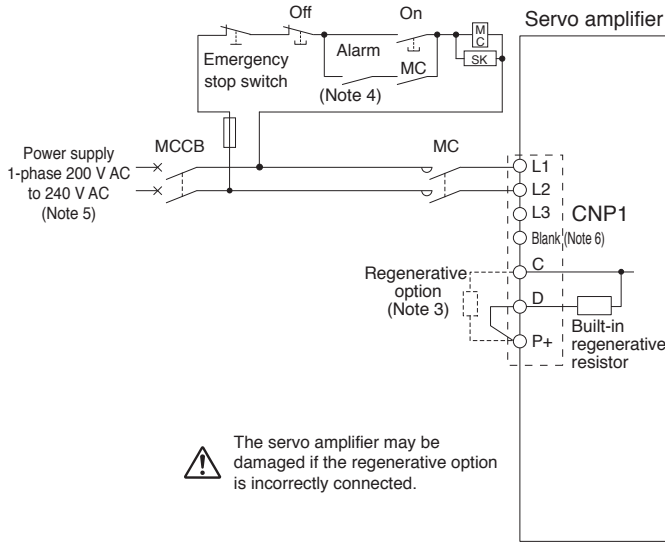 Off
On
Servo amplifier
Emergency
stop switch
Alarm
MC
SK
(Note 4)
MC
Power supply
1-phase 200 V AC
to 240 V AC
(Note 5)
MCCB
MC
L1
L2
L3
CNP1
Blank (Note 6)
C
Regenerative
option
(Note 3)
D
Built-in
regenerative
resistor
P+
The servo amplifier may be
damaged if the regenerative option
is incorrectly connected.